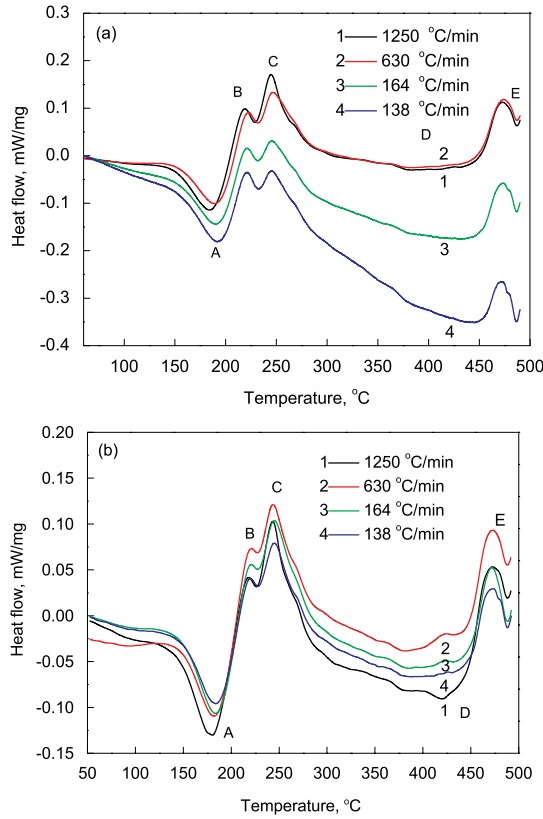 (a)
1 1250 °C/min
2 630 °C/min
3 164 °C/min
4 138 °C/min
0.3
0.2
0.1
0.0
-0.1
-0.2
-0.3
-0.4
Heat flow, mW/mg
A
B
C
D
E
2
1
3
4
100 150 200 250 300 350 400 450 500
Temperature, °C
(b)
1 1250 °C/min
2 630 °C/min
3 164 °C/min
4 138 °C/min
0.20
0.15
0.10
0.05
0.00
-0.05
-0.10
-0.15
Heat flow, mW/mg
A
B
C
E
2
3
4
1 D
50 100 150 200 250 300 350 400 450 500
Temperature, °C